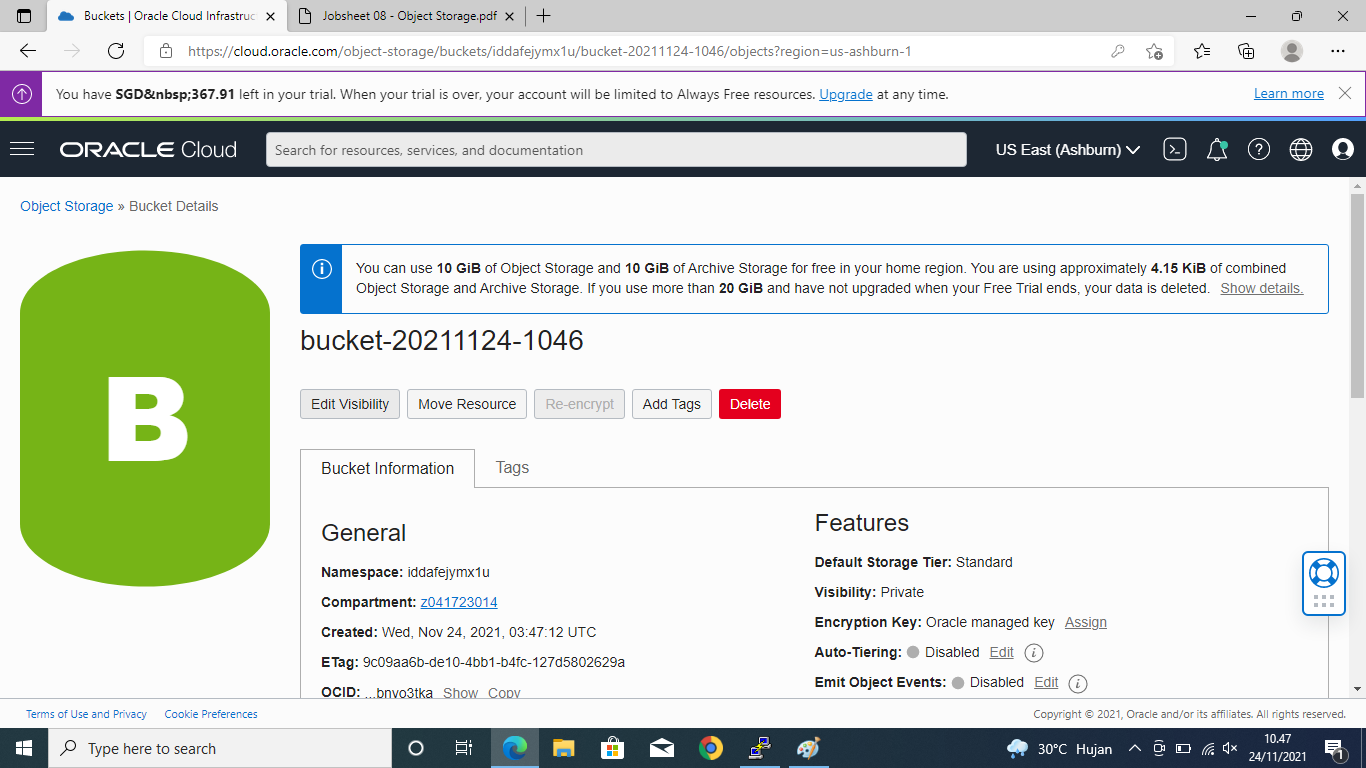 Buckets | Oracle Cloud Infrastruc
Jobsheet 08 - Object Storage.pdf
https://cloud.oracle.com/object-storage/buckets/iddafejymx1u/bucket-20211124-1046/objects?region=us-ashburn-1
You have SGD&nbsp;367.91 left in your trial. When your trial is over, your account will be limited to Always Free resources. Upgrade at any time.
Learn more
ORACLE Cloud
Search for resources, services, and documentation
US East (Ashburn)
Object Storage » Bucket Details
B
You can use 10 GiB of Object Storage and 10 GiB of Archive Storage for free in your home region. You are using approximately 4.15 KiB of combined
Object Storage and Archive Storage. If you use more than 20 GiB and have not upgraded when your Free Trial ends, your data is deleted. Show details.
bucket-20211124-1046
Edit Visibility
Move Resource
Re-encrypt
Add Tags
Delete
Bucket Information
Tags
General
Namespace: iddafejymx1u
Compartment: z041723014
Created: Wed, Nov 24, 2021, 03:47:12 UTC
ETag: 9c09aa6b-de10-4bb1-b4fc-127d5802629a
OCID: ...bnyo3tka Show Copy
Features
Default Storage Tier: Standard
Visibility: Private
Encryption Key: Oracle managed key Assign
Auto-Tiering: Disabled Edit
Emit Object Events: Disabled Edit
Terms of Use and Privacy
Cookie Preferences
Copyright © 2021, Oracle and/or its affiliates. All rights reserved.
Type here to search
30°C Hujan
10.47
24/11/2021
1